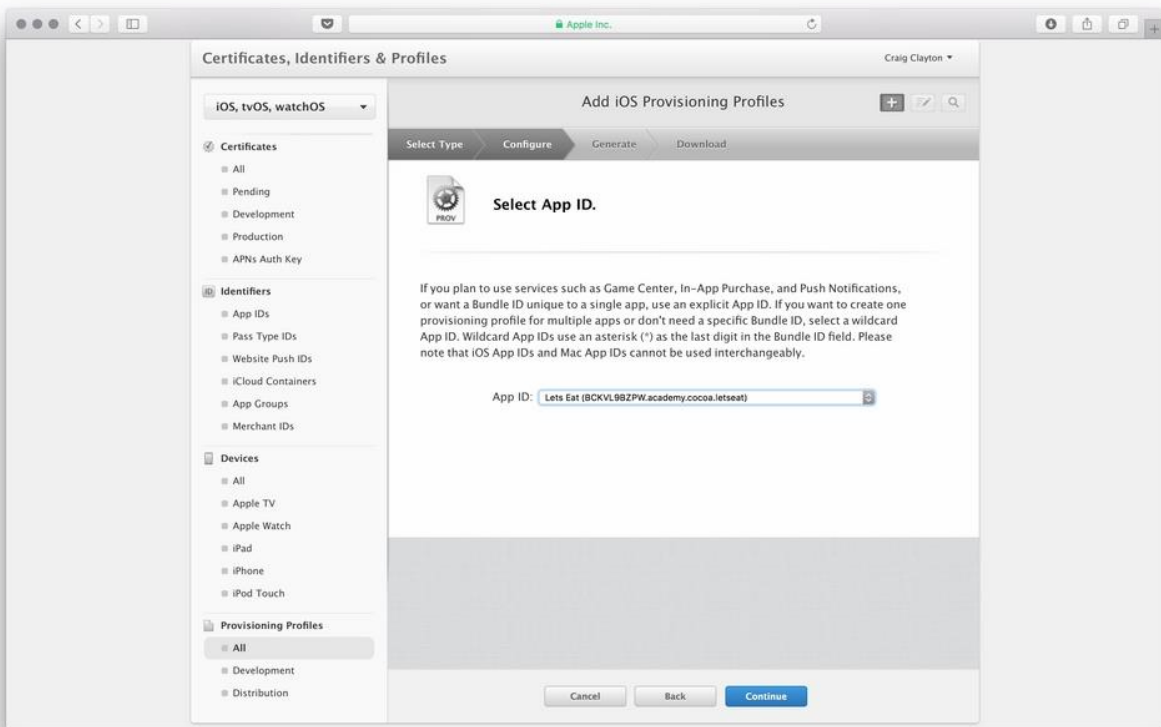 Apple Inc.
Certificates, Identifiers & Profiles
Craig Clayton
iOS, tvOS, watchOS
Add iOS Provisioning Profiles
Select Type
Configure
Generate
Download
Certificates
All
Pending
Development
Production
APNs Auth Key
Identifiers
App IDs
Pass Type IDs
Website Push IDs
iCloud Containers
App Groups
Merchant IDs
Devices
All
Apple TV
Apple Watch
iPad
iPhone
iPod Touch
Provisioning Profiles
All
Development
Distribution
PROV
Select App ID.
If you plan to use services such as Game Center, In-App Purchase, and Push Notifications,
or want a Bundle ID unique to a single app, use an explicit App ID. If you want to create one
provisioning profile for multiple apps or don't need a specific Bundle ID, select a wildcard
App ID. Wildcard App IDs use an asterisk (*) as the last digit in the Bundle ID field. Please
note that iOS App IDs and Mac App IDs cannot be used interchangeably.
App ID: Lets Eat (BCKVL9BZPW.academy.cocoa.letseat)
Cancel
Back
Continue